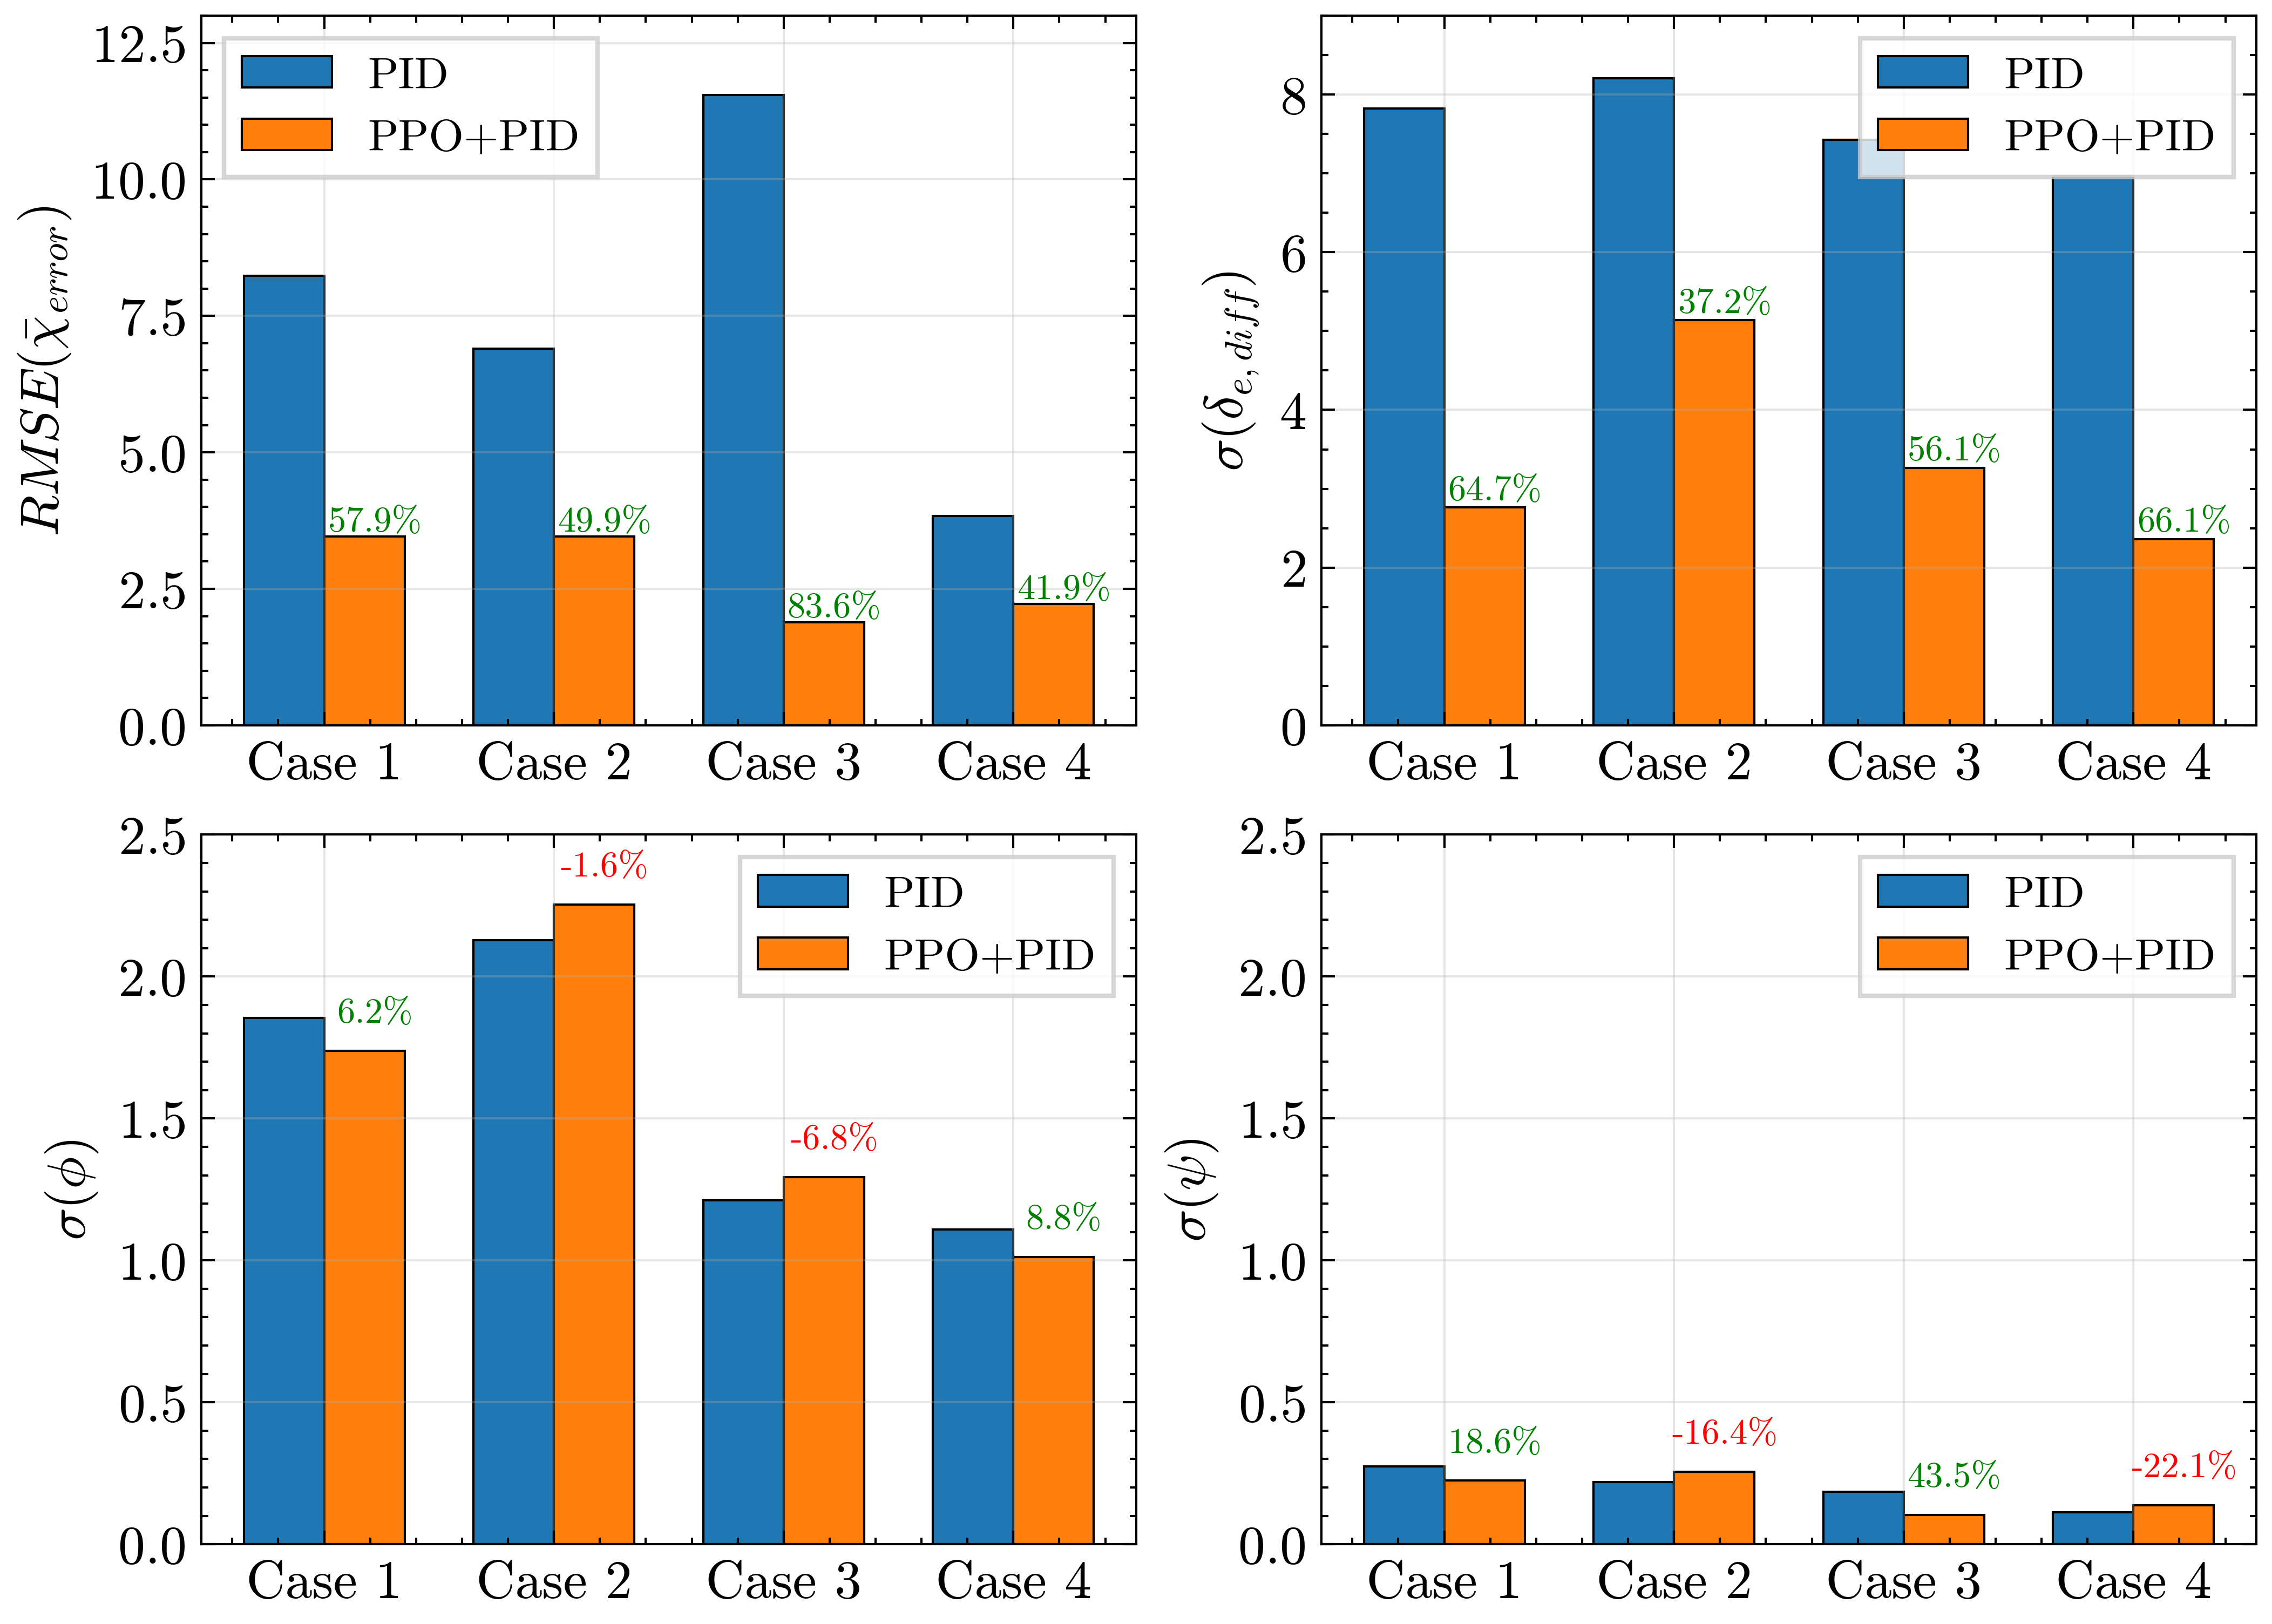 12.5
10.0
7.5
5.0
2.5
0.0
RMSE(χ̄_error)
PID
PPO+PID
57.9%
49.9%
83.6%
41.9%
Case 1 Case 2 Case 3 Case 4
8
6
4
2
0
σ(δ_e,diff)
PID
PPO+PID
64.7%
37.2%
56.1%
66.1%
Case 1 Case 2 Case 3 Case 4
2.5
2.0
1.5
1.0
0.5
0.0
σ(ϕ)
PID
PPO+PID
6.2%
-1.6%
-6.8%
8.8%
Case 1 Case 2 Case 3 Case 4
2.5
2.0
1.5
1.0
0.5
0.0
σ(ψ)
PID
PPO+PID
18.6%
-16.4%
43.5%
-22.1%
Case 1 Case 2 Case 3 Case 4